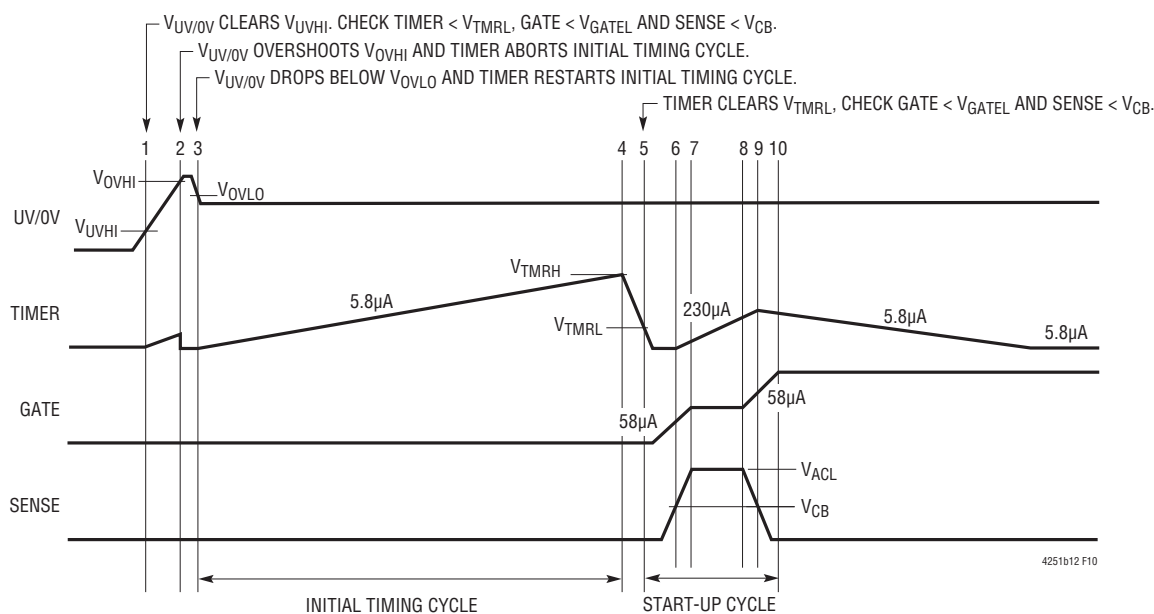 V_UV/0V CLEARS V_UVHI. CHECK TIMER < V_TMRL, GATE < V_GATEL AND SENSE < V_CB.
V_UV/0V OVERSHOOTS V_OVHI AND TIMER ABORTS INITIAL TIMING CYCLE.
V_UV/0V DROPS BELOW V_OVLO AND TIMER RESTARTS INITIAL TIMING CYCLE.
TIMER CLEARS V_TMRL, CHECK GATE < V_GATEL AND SENSE < V_CB.
1 2 3 4 5 6 7 8 9 10
V_OVHI
V_OVLO
UV/0V
V_UVHI
V_TMRH
5.8µA
230µA
TIMER
V_TMRL
5.8µA
5.8µA
GATE
58µA
58µA
V_ACL
SENSE
V_CB
4251b12 F10
INITIAL TIMING CYCLE
START-UP CYCLE